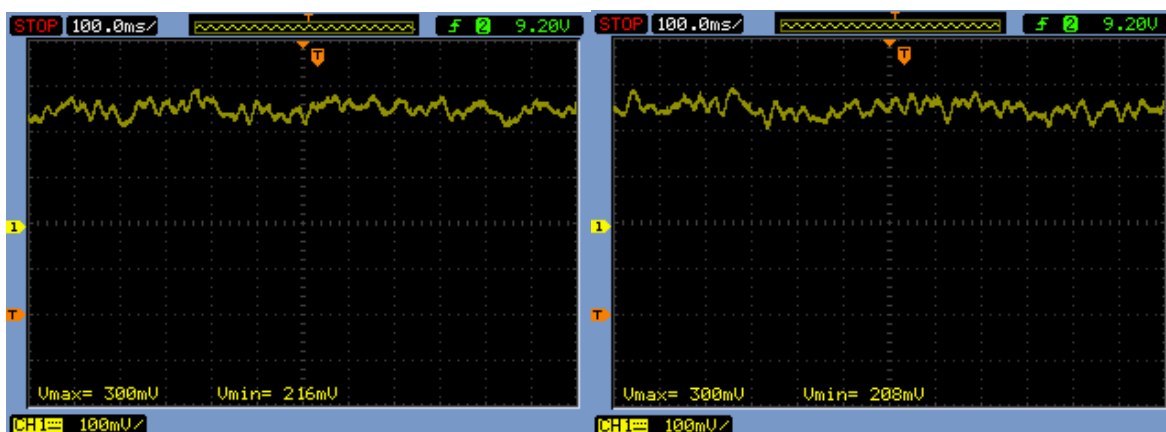 STOP 100.0ms/ T ƒ 2 9.20V
T
1
T
Vmax= 300mV Vmin= 216mV
CH1 100mV/
STOP 100.0ms/ T ƒ 2 9.20V
T
1
T
Vmax= 300mV Vmin= 208mV
CH1 100mV/